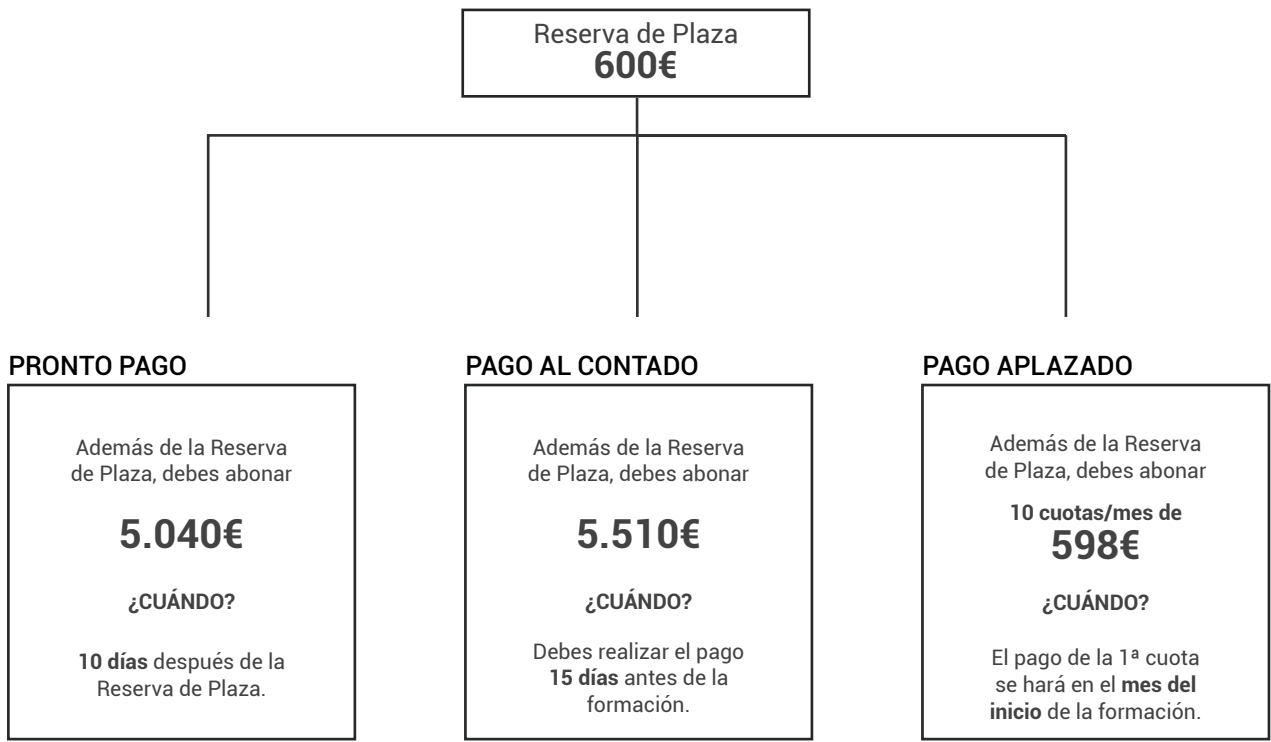 Reserva de Plaza
600€
PRONTO PAGO
Además de la Reserva
de Plaza, debes abonar
5.040€
¿CUÁNDO?
10 días después de la
Reserva de Plaza.
PAGO AL CONTADO
Además de la Reserva
de Plaza, debes abonar
5.510€
¿CUÁNDO?
Debes realizar el pago
15 días antes de la
formación.
PAGO APLAZADO
Además de la Reserva
de Plaza, debes abonar
10 cuotas/mes de
598€
¿CUÁNDO?
El pago de la 1ª cuota
se hará en el mes del
inicio de la formación.